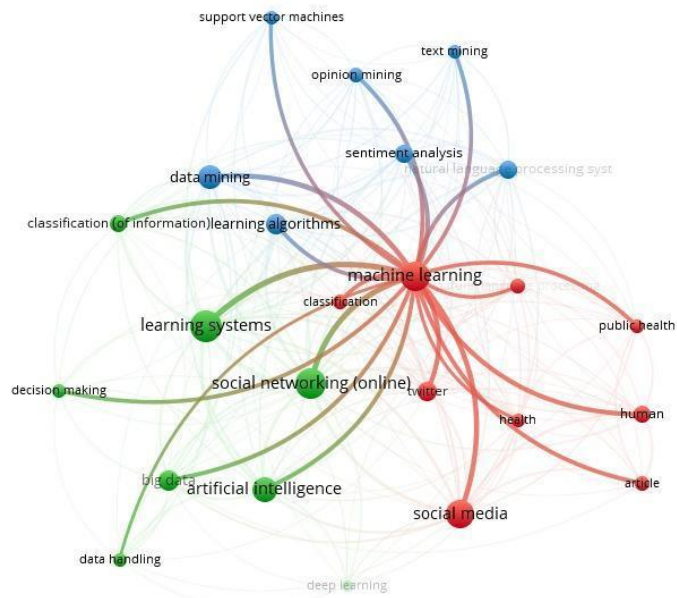 support vector machines
text mining
opinion mining
sentiment analysis
natural language processing syst
data mining
classification (of information)
learning algorithms
machine learning
classification
learning systems
public health
social networking (online)
twitter
decision making
human
health
big data
artificial intelligence
article
social media
data handling
deep learning